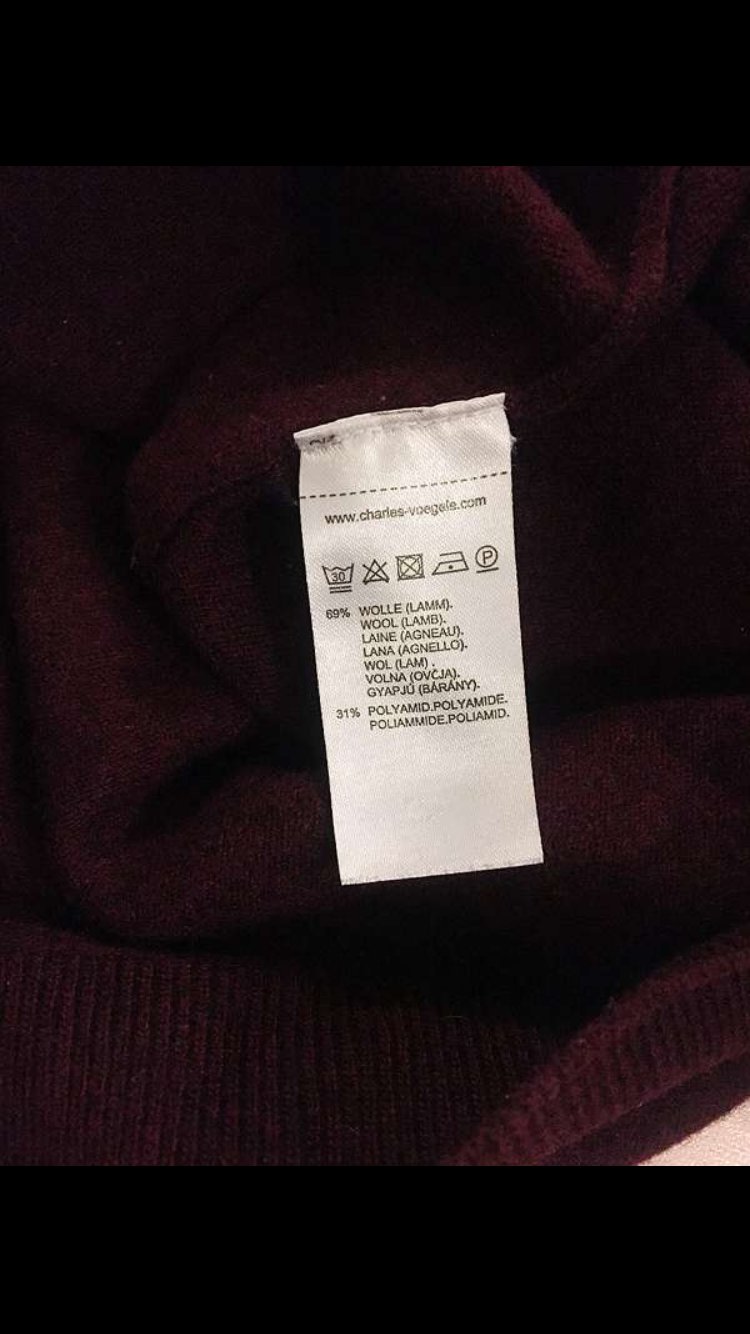 www.charles-voegele.com
30 P
69% WOLLE (LAMM).
WOOL (LAMB).
LAINE (AGNEAU).
LANA (AGNELLO).
WOL (LAM) .
VOLNA (OVČJA).
GYAPJÚ (BÁRÁNY).
31% POLYAMID.POLYAMIDE.
POLIAMMIDE.POLIAMID.